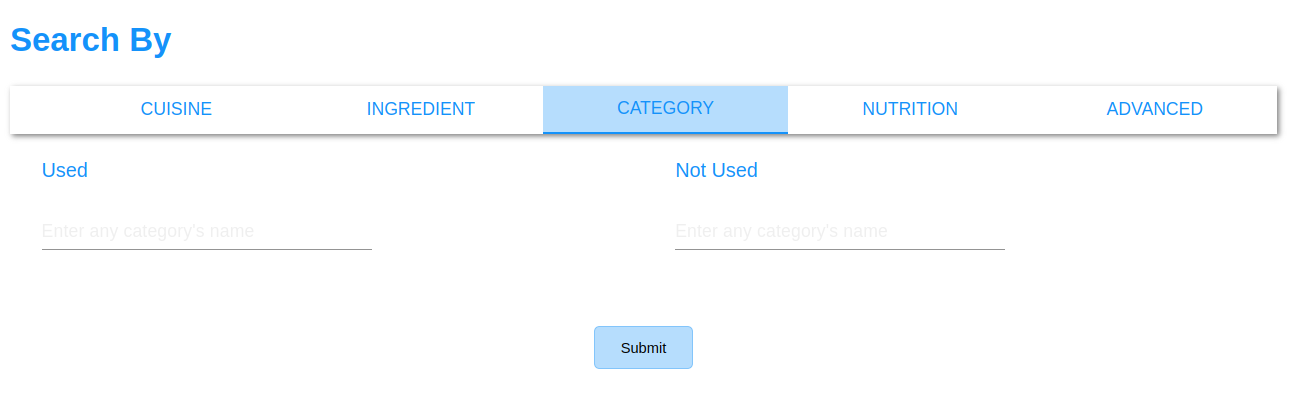 Search By
CUISINE INGREDIENT CATEGORY NUTRITION ADVANCED
Used Not Used
Enter any category's name Enter any category's name
Submit